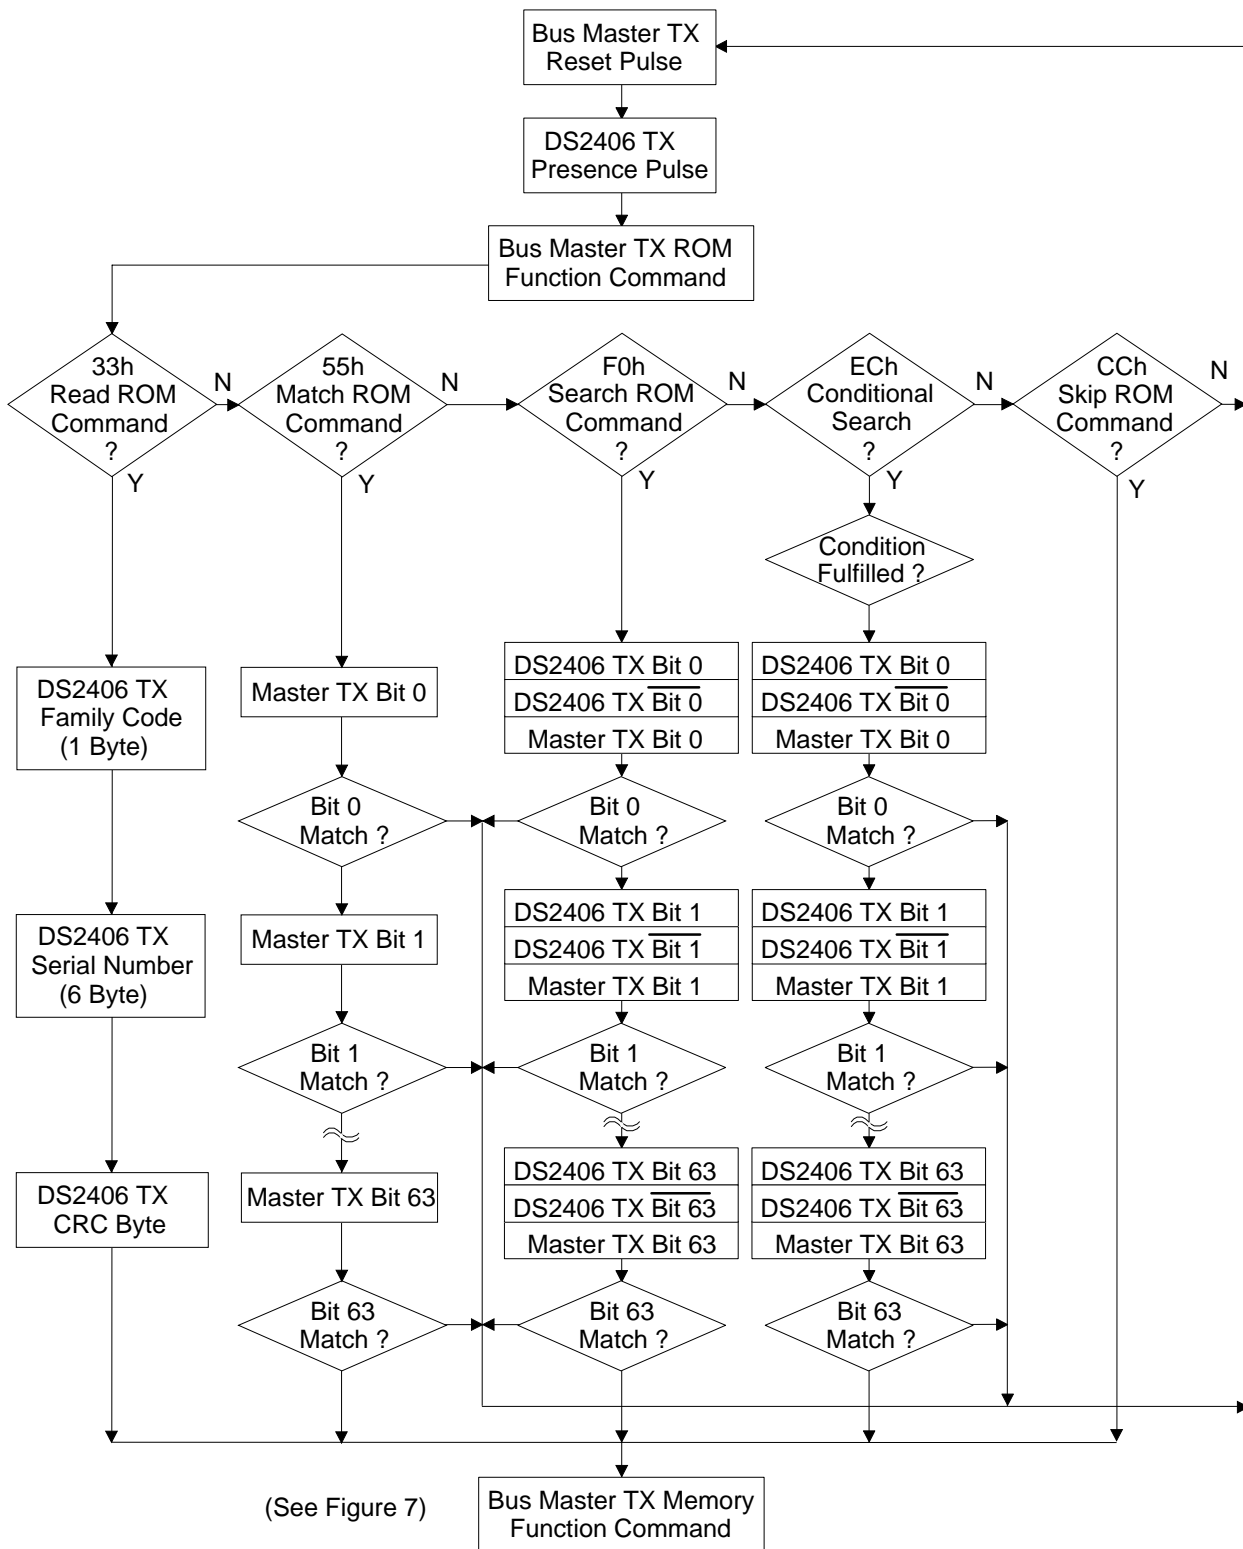 Bus Master TX
Reset Pulse
DS2406 TX
Presence Pulse
Bus Master TX ROM
Function Command
33h
Read ROM
Command
?
N
Y
55h
Match ROM
Command
?
N
Y
F0h
Search ROM
Command
?
N
Y
ECh
Conditional
Search
?
N
Y
CCh
Skip ROM
Command
?
N
Y
Condition
Fulfilled ?
DS2406 TX
Family Code
(1 Byte)
Master TX Bit 0
DS2406 TX Bit 0
DS2406 TX Bit 0
Master TX Bit 0
DS2406 TX Bit 0
DS2406 TX Bit 0
Master TX Bit 0
Bit 0
Match ?
Bit 0
Match ?
Bit 0
Match ?
DS2406 TX
Serial Number
(6 Byte)
Master TX Bit 1
DS2406 TX Bit 1
DS2406 TX Bit 1
Master TX Bit 1
DS2406 TX Bit 1
DS2406 TX Bit 1
Master TX Bit 1
Bit 1
Match ?
Bit 1
Match ?
Bit 1
Match ?
DS2406 TX
CRC Byte
Master TX Bit 63
DS2406 TX Bit 63
DS2406 TX Bit 63
Master TX Bit 63
DS2406 TX Bit 63
DS2406 TX Bit 63
Master TX Bit 63
Bit 63
Match ?
Bit 63
Match ?
Bit 63
Match ?
(See Figure 7)
Bus Master TX Memory
Function Command